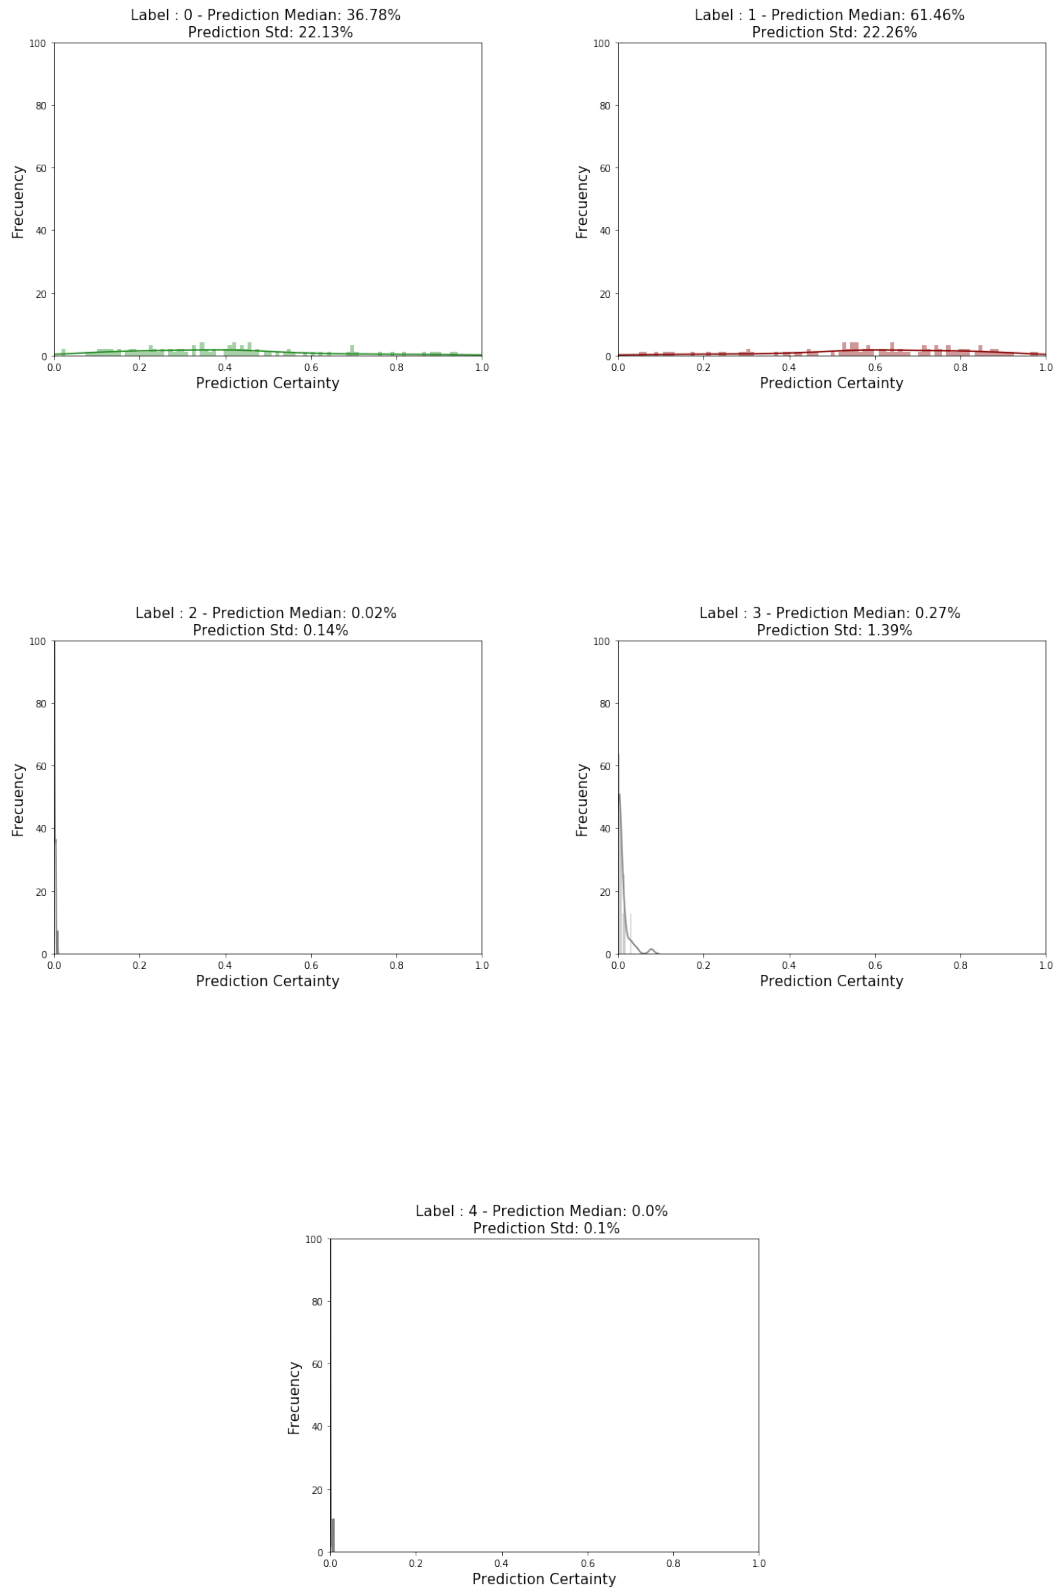 Label : 0 - Prediction Median: 36.78%
Prediction Std: 22.13%
100
80
60
40
20
0
Frecuency
0.0 0.2 0.4 0.6 0.8 1.0
Prediction Certainty
Label : 1 - Prediction Median: 61.46%
Prediction Std: 22.26%
100
80
60
40
20
0
Frecuency
0.0 0.2 0.4 0.6 0.8 1.0
Prediction Certainty
Label : 2 - Prediction Median: 0.02%
Prediction Std: 0.14%
100
80
60
40
20
0
Frecuency
0.0 0.2 0.4 0.6 0.8 1.0
Prediction Certainty
Label : 3 - Prediction Median: 0.27%
Prediction Std: 1.39%
100
80
60
40
20
0
Frecuency
0.0 0.2 0.4 0.6 0.8 1.0
Prediction Certainty
Label : 4 - Prediction Median: 0.0%
Prediction Std: 0.1%
100
80
60
40
20
0
Frecuency
0.0 0.2 0.4 0.6 0.8 1.0
Prediction Certainty